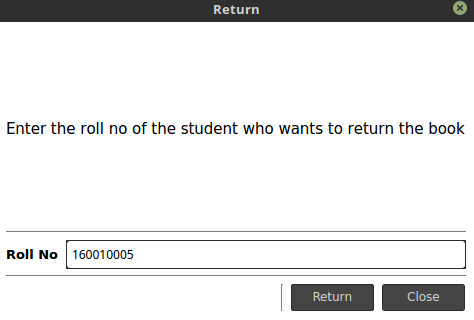 Return
Enter the roll no of the student who wants to return the book
Roll No 160010005
Return Close